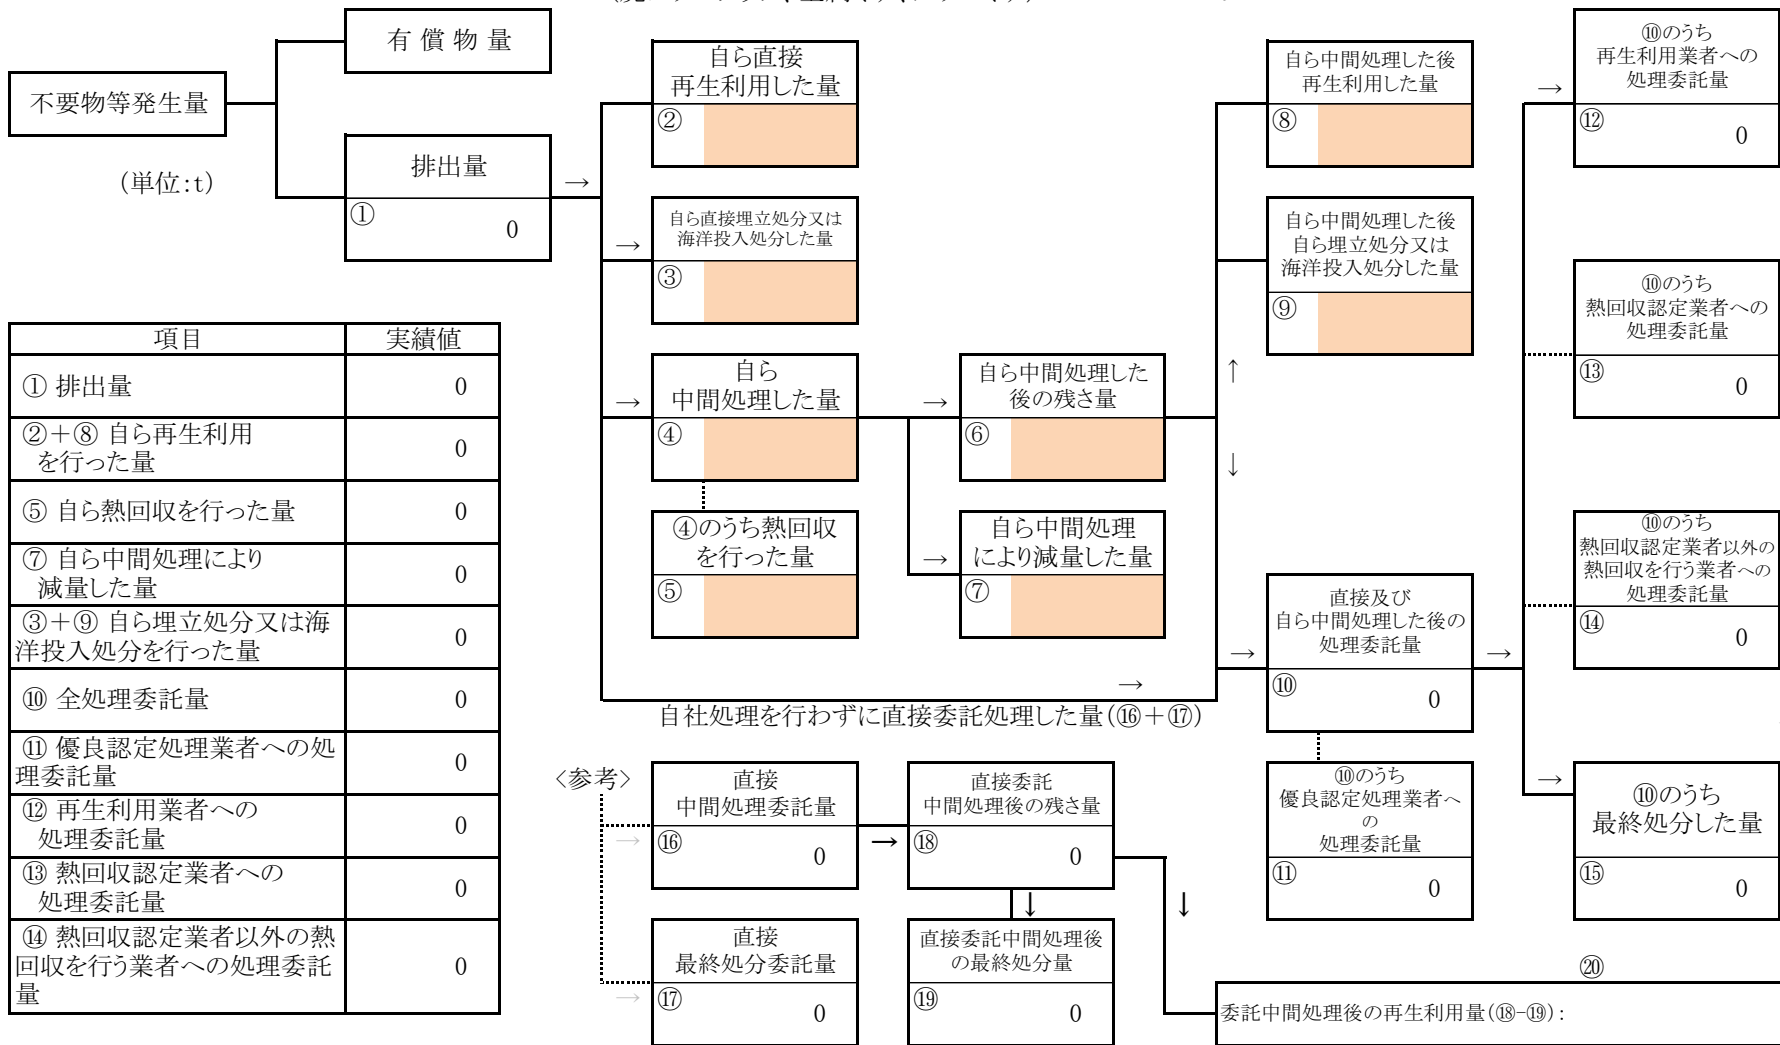 不要物等発生量
(単位:t)
有 償 物 量
排出量
①
0
→
自ら直接
再生利用した量
②
→
自ら直接埋立処分又は
海洋投入処分した量
③
→
自ら
中間処理した量
④
④のうち熱回収
を行った量
⑤
→
自ら中間処理した
後の残さ量
⑥
→
自ら中間処理
により減量した量
⑦
→
自社処理を行わずに直接委託処理した量(⑯+⑰)
自ら中間処理した後
再生利用した量
⑧
自ら中間処理した後
自ら埋立処分又は
海洋投入処分した量
⑨
↑
↓
→
直接及び
自ら中間処理した後の
処理委託量
⑩
0
⑩のうち
優良認定処理業者へ
の
処理委託量
⑪
0
→
→
⑩のうち
再生利用業者への
処理委託量
⑫
0
⑩のうち
熱回収認定業者への
処理委託量
⑬
0
⑩のうち
熱回収認定業者以外の
熱回収を行う業者への
処理委託量
⑭
0
→
⑩のうち
最終処分した量
⑮
0
項目 実績値
① 排出量 0
②+⑧ 自ら再生利用
を行った量 0
⑤ 自ら熱回収を行った量 0
⑦ 自ら中間処理により
減量した量 0
③+⑨ 自ら埋立処分又は海
洋投入処分を行った量 0
⑩ 全処理委託量 0
⑪ 優良認定処理業者への処
理委託量 0
⑫ 再生利用業者への
処理委託量 0
⑬ 熱回収認定業者への
処理委託量 0
⑭ 熱回収認定業者以外の熱
回収を行う業者への処理委託
量 0
〈参考〉
→
直接
中間処理委託量
⑯
0
→
直接委託
中間処理後の残さ量
⑱
0
→
直接
最終処分委託量
⑰
0
↓
直接委託中間処理後
の最終処分量
⑲
0
↓
⑳
委託中間処理後の再生利用量(⑱-⑲):